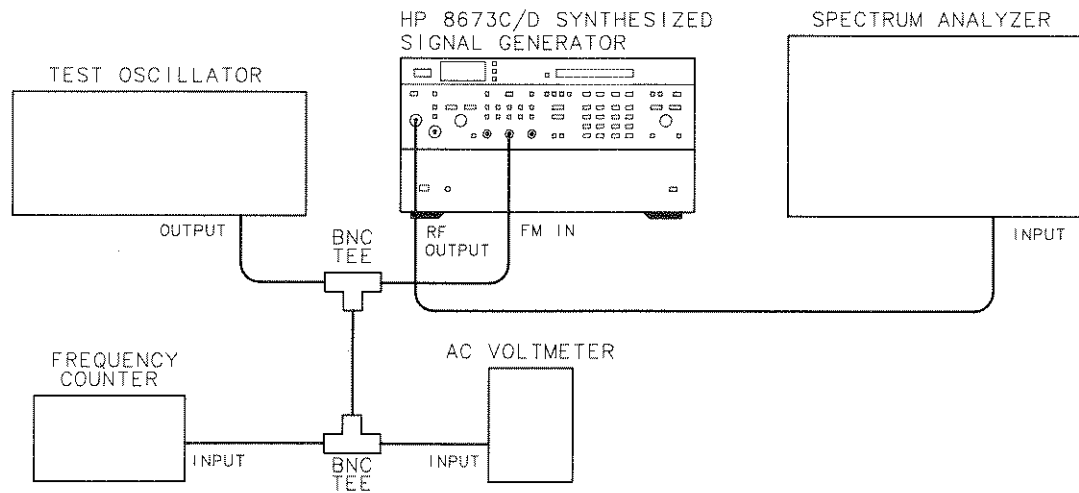 HP 8673C/D SYNTHESIZED
SIGNAL GENERATOR
SPECTRUM ANALYZER
TEST OSCILLATOR
OUTPUT
BNC
TEE
RF
OUTPUT
FM IN
INPUT
FREQUENCY
COUNTER
AC VOLTMETER
INPUT
BNC
TEE
INPUT